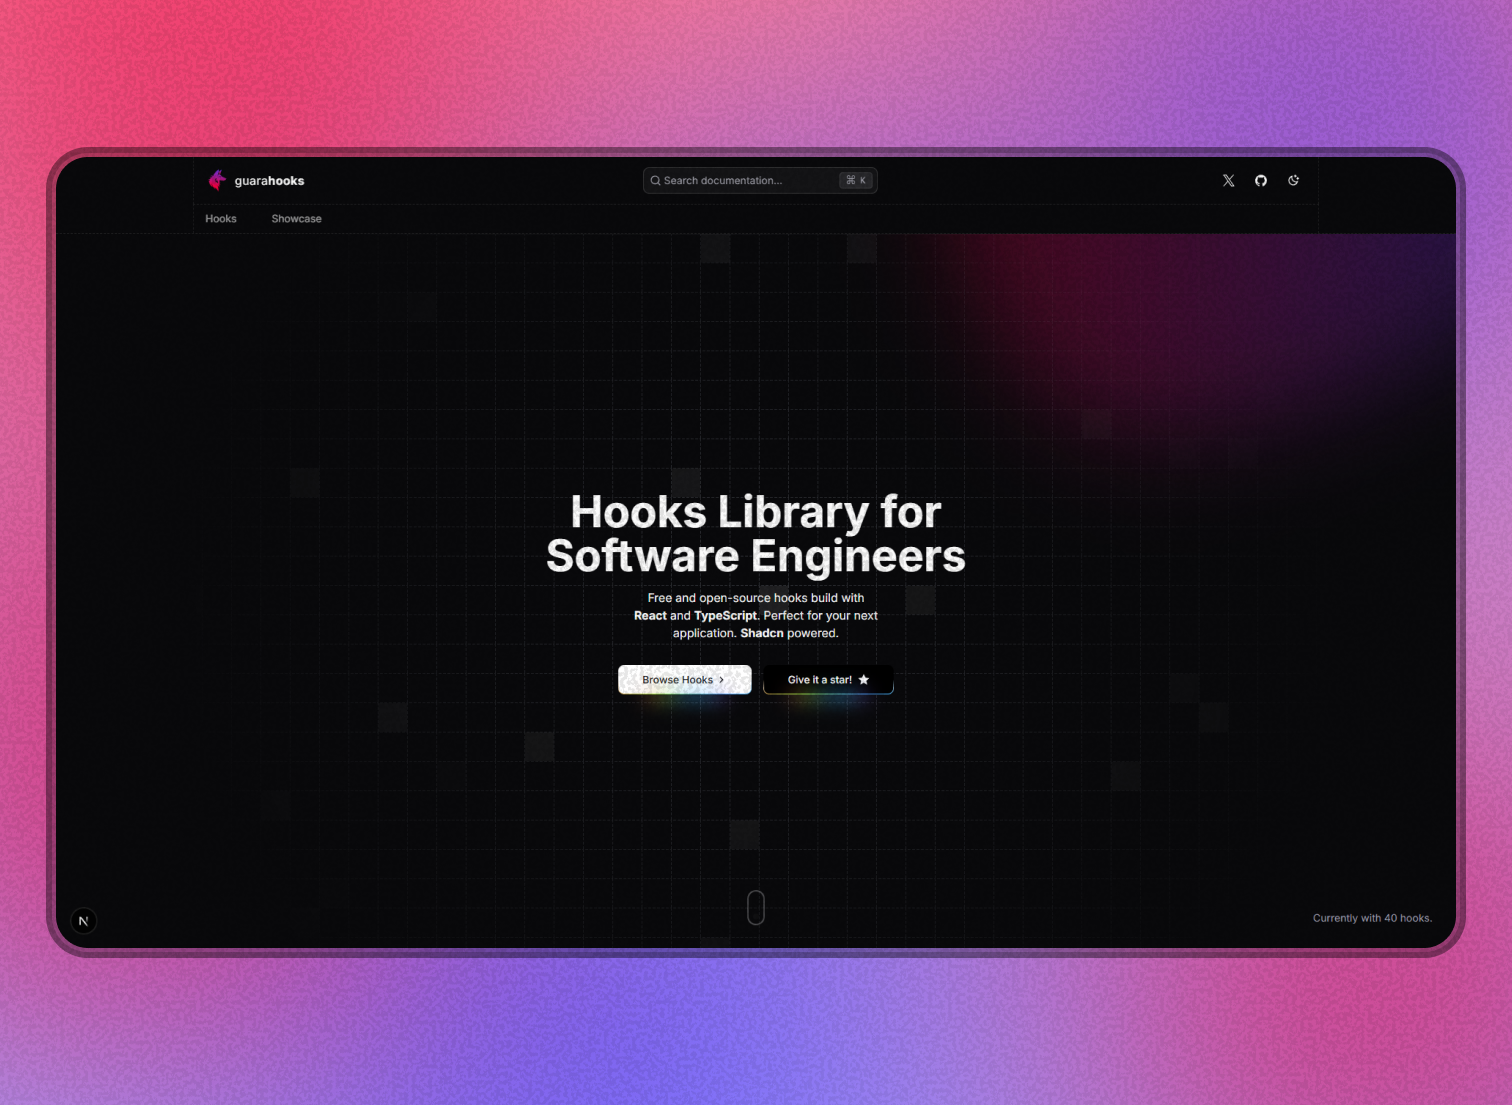 guarahooks
Search documentation...
⌘ K
Hooks
Showcase
Hooks Library for
Software Engineers
Free and open-source hooks build with
React and TypeScript. Perfect for your next
application. Shadcn powered.
Browse Hooks
Give it a star!
N
Currently with 40 hooks.